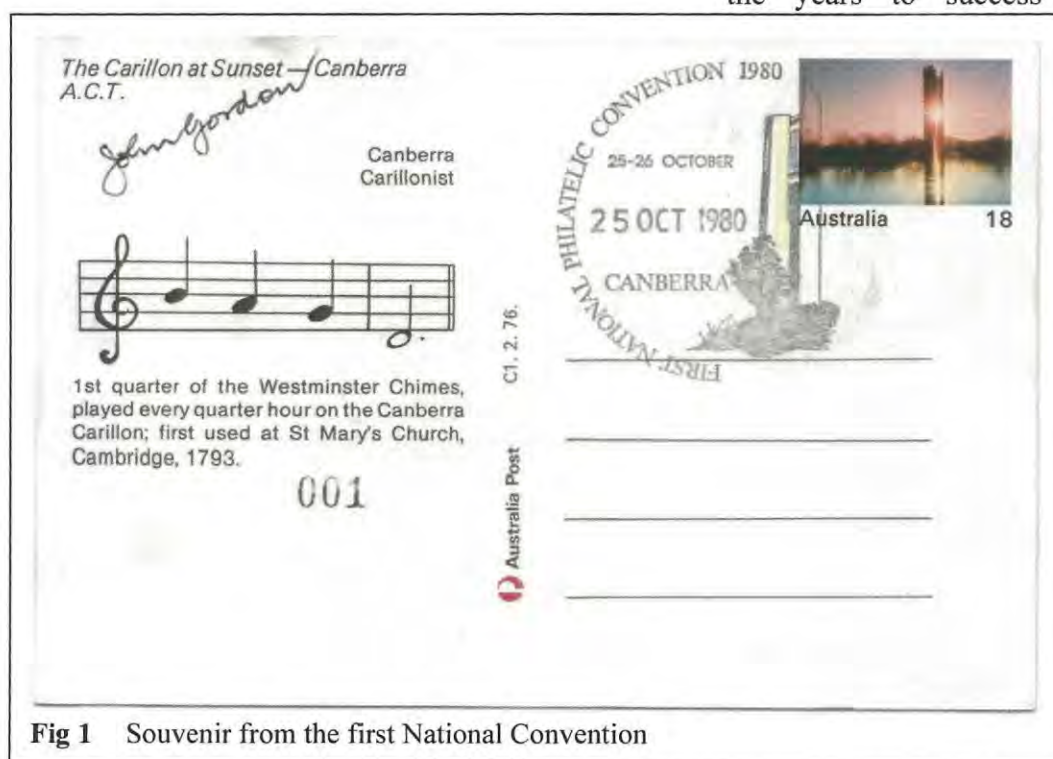 the years to success
The Carillon at Sunset – Canberra
A.C.T.
John Gordon
Canberra
Carillonist
1st quarter of the Westminster Chimes,
played every quarter hour on the Canberra
Carillon; first used at St Mary's Church,
Cambridge, 1793.
001
C1. 2. 76.
Australia Post
FIRST NATIONAL PHILATELIC CONVENTION 1980
25-26 OCTOBER
25 OCT 1980
CANBERRA
Australia 18
Fig 1 Souvenir from the first National Convention